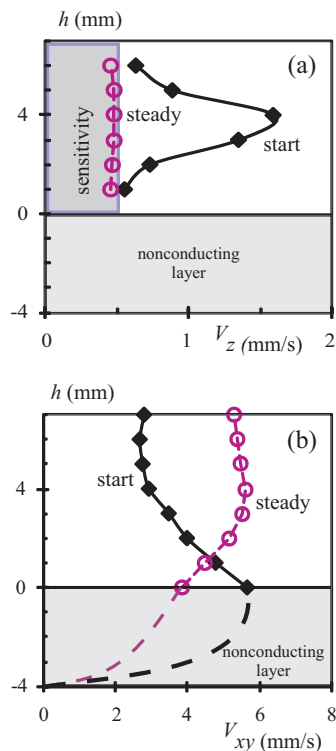 h (mm)
(a)
steady
sensitivity
start
4
0
nonconducting
layer
-4
0
1
V_z (mm/s)
2
h (mm)
(b)
start
4
steady
0
nonconducting
layer
-4
0
2
4
V_xy (mm/s)
6
8